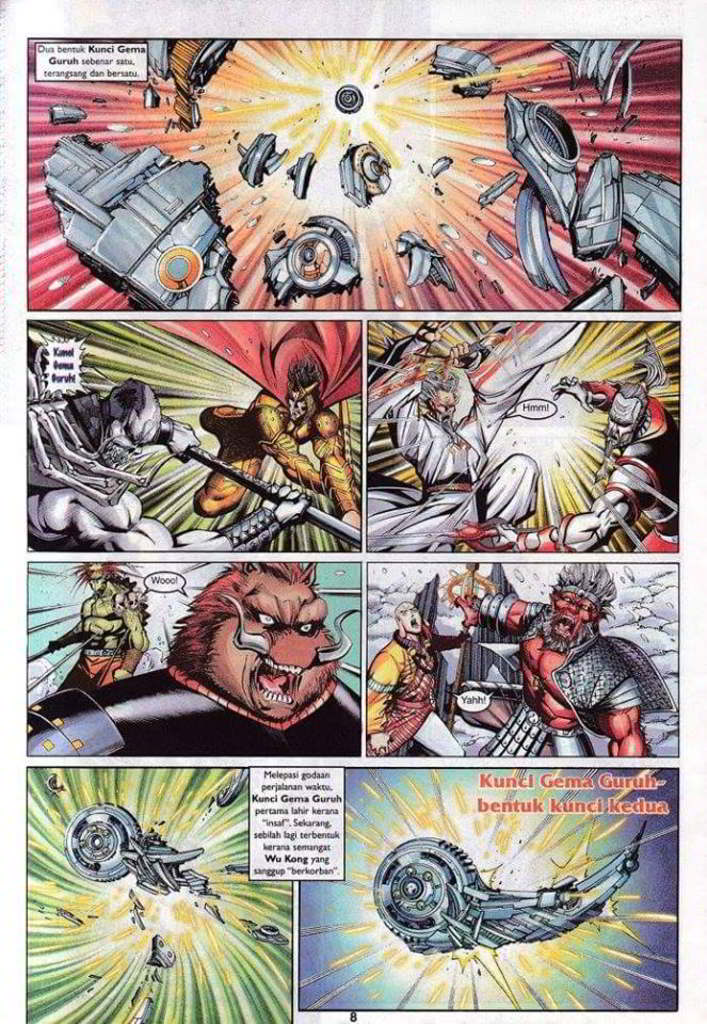 Dua bentuk Kunci Gema
Guruh sebenar satu,
terangsang dan bersatu.
Kunci
Gema
Guruh!
Hmm!
Wooo!
Yahh!
Melepasi godaan
perjalanan waktu,
Kunci Gema Guruh
pertama lahir kerana
"insaf". Sekarang,
sebilah lagi terbentuk
kerana semangat
Wu Kong yang
sanggup "berkorban".
Kunci Gema Guruh-
bentuk kunci kedua
8